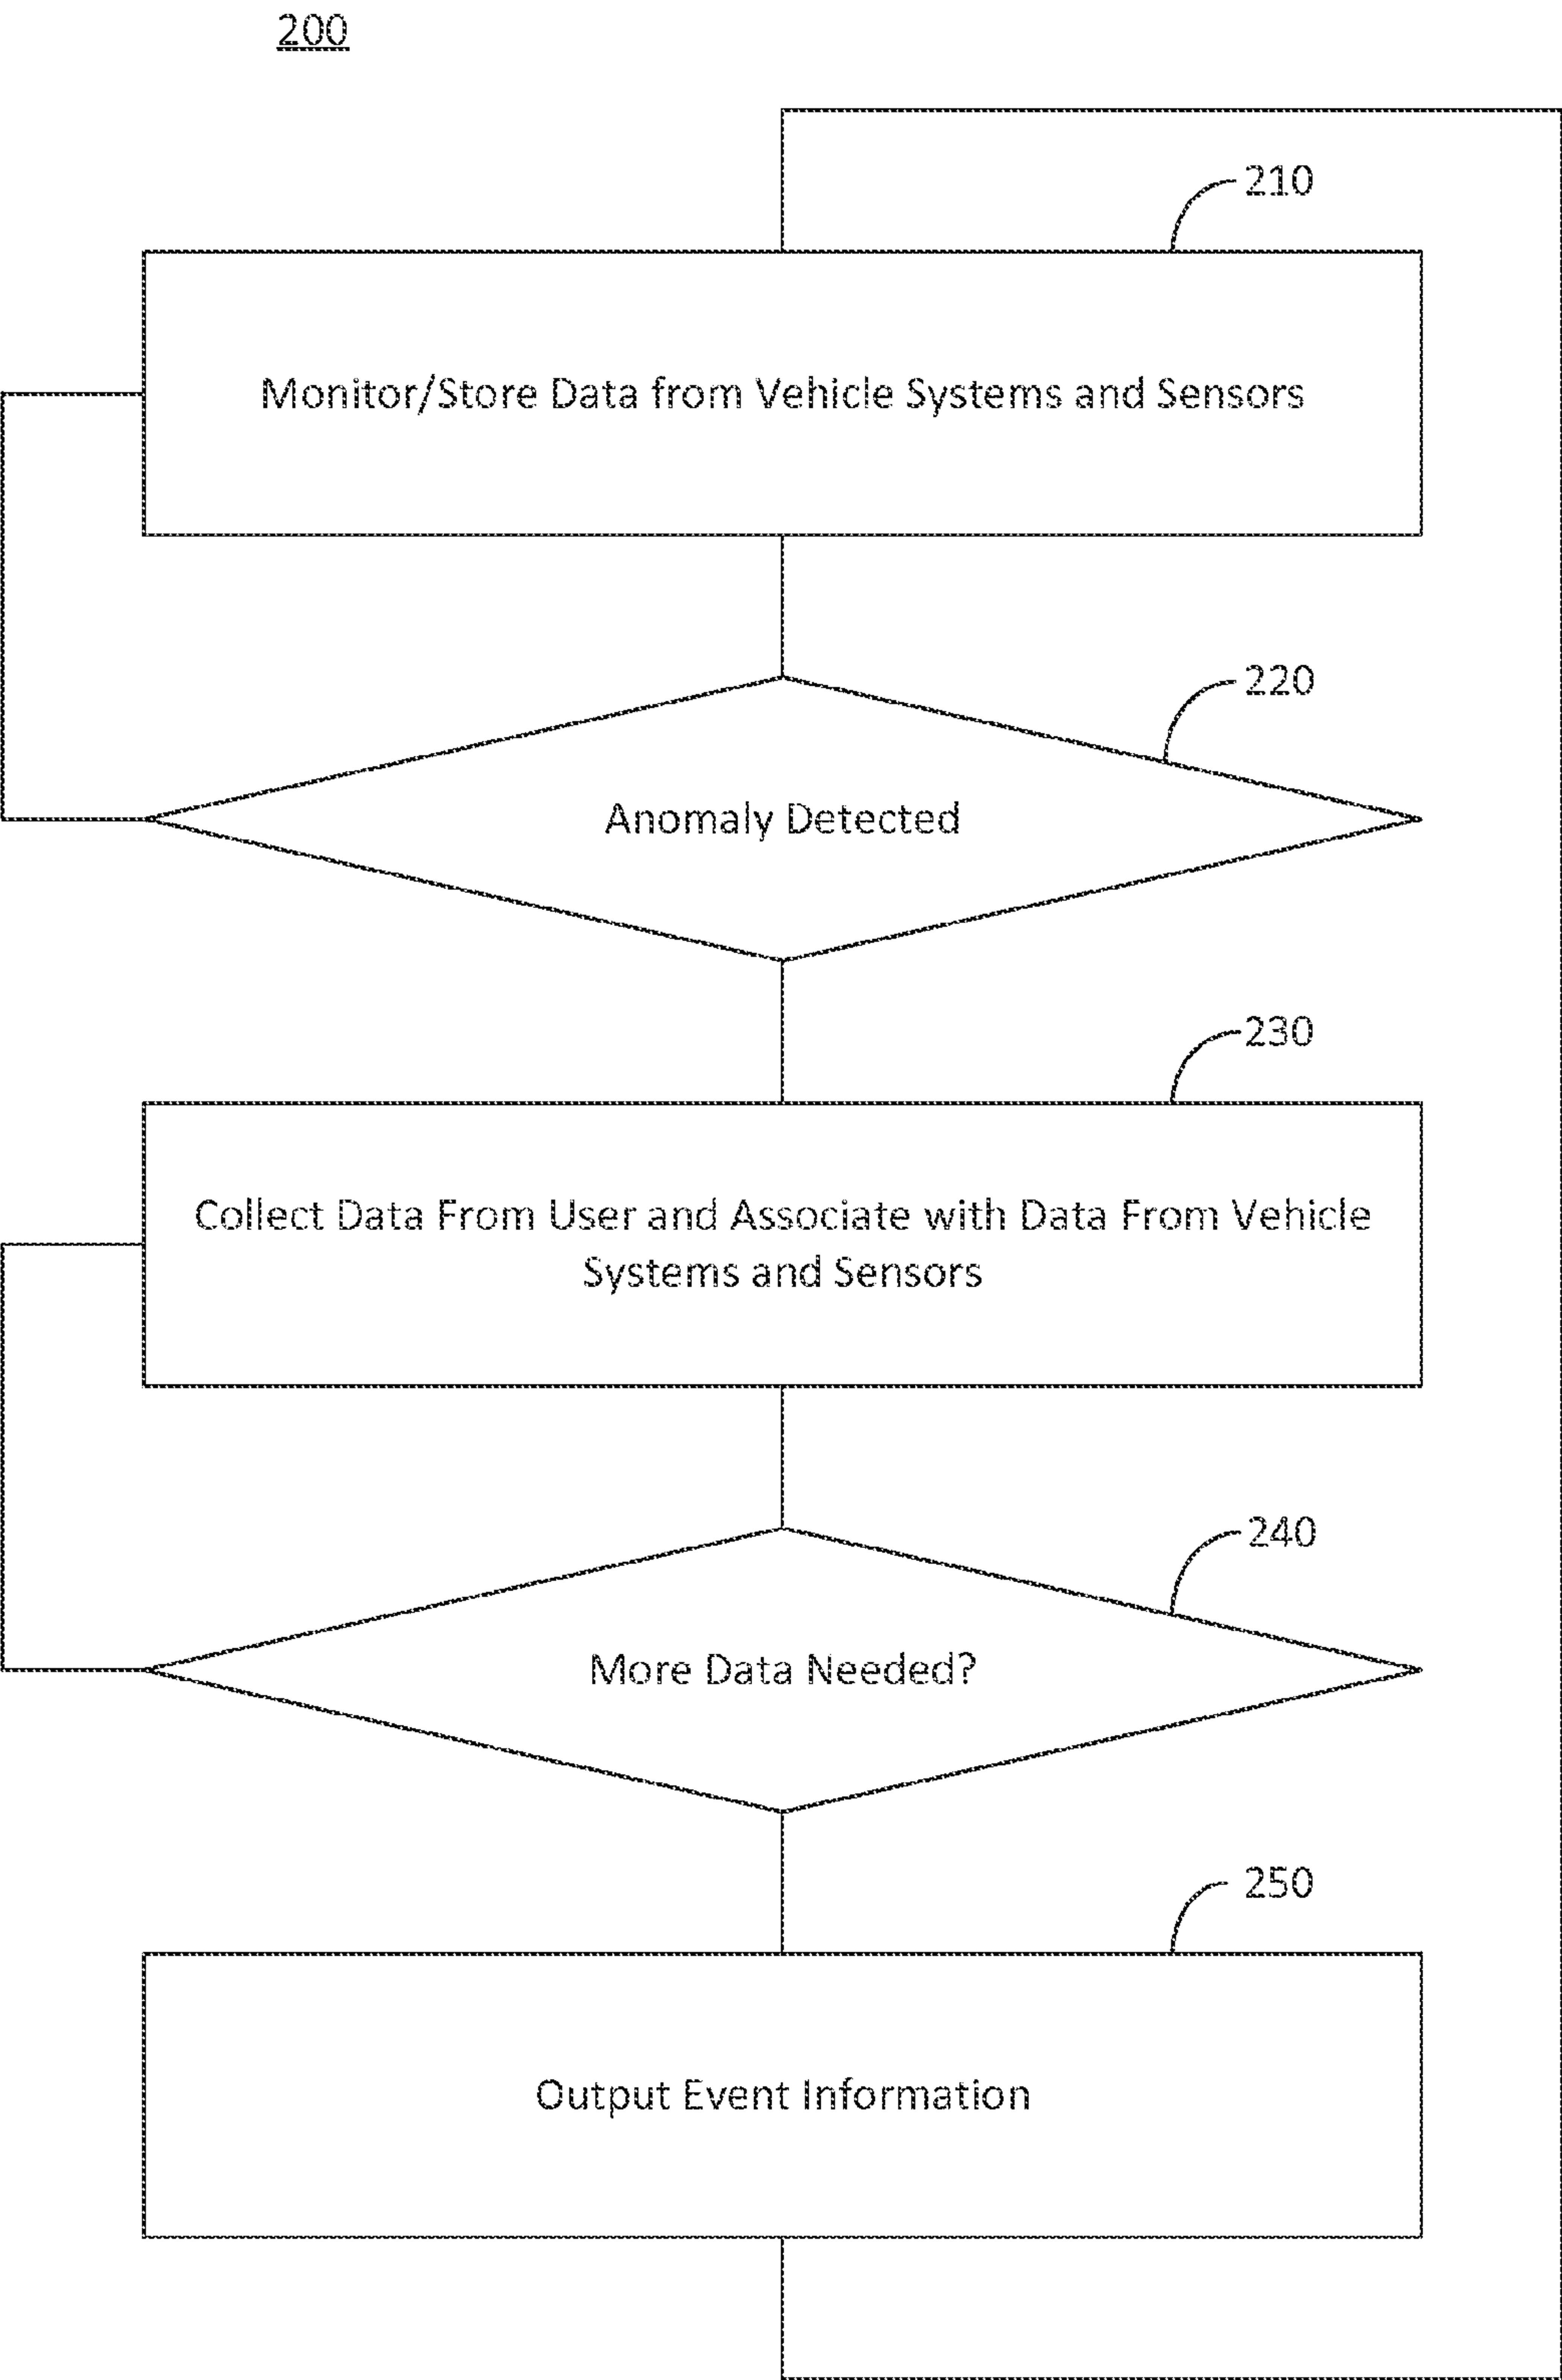 200
210
Monitor/Store Data from Vehicle Systems and Sensors
220
Anomaly Detected
230
Collect Data From User and Associate with Data From Vehicle
Systems and Sensors
240
More Data Needed?
250
Output Event Information